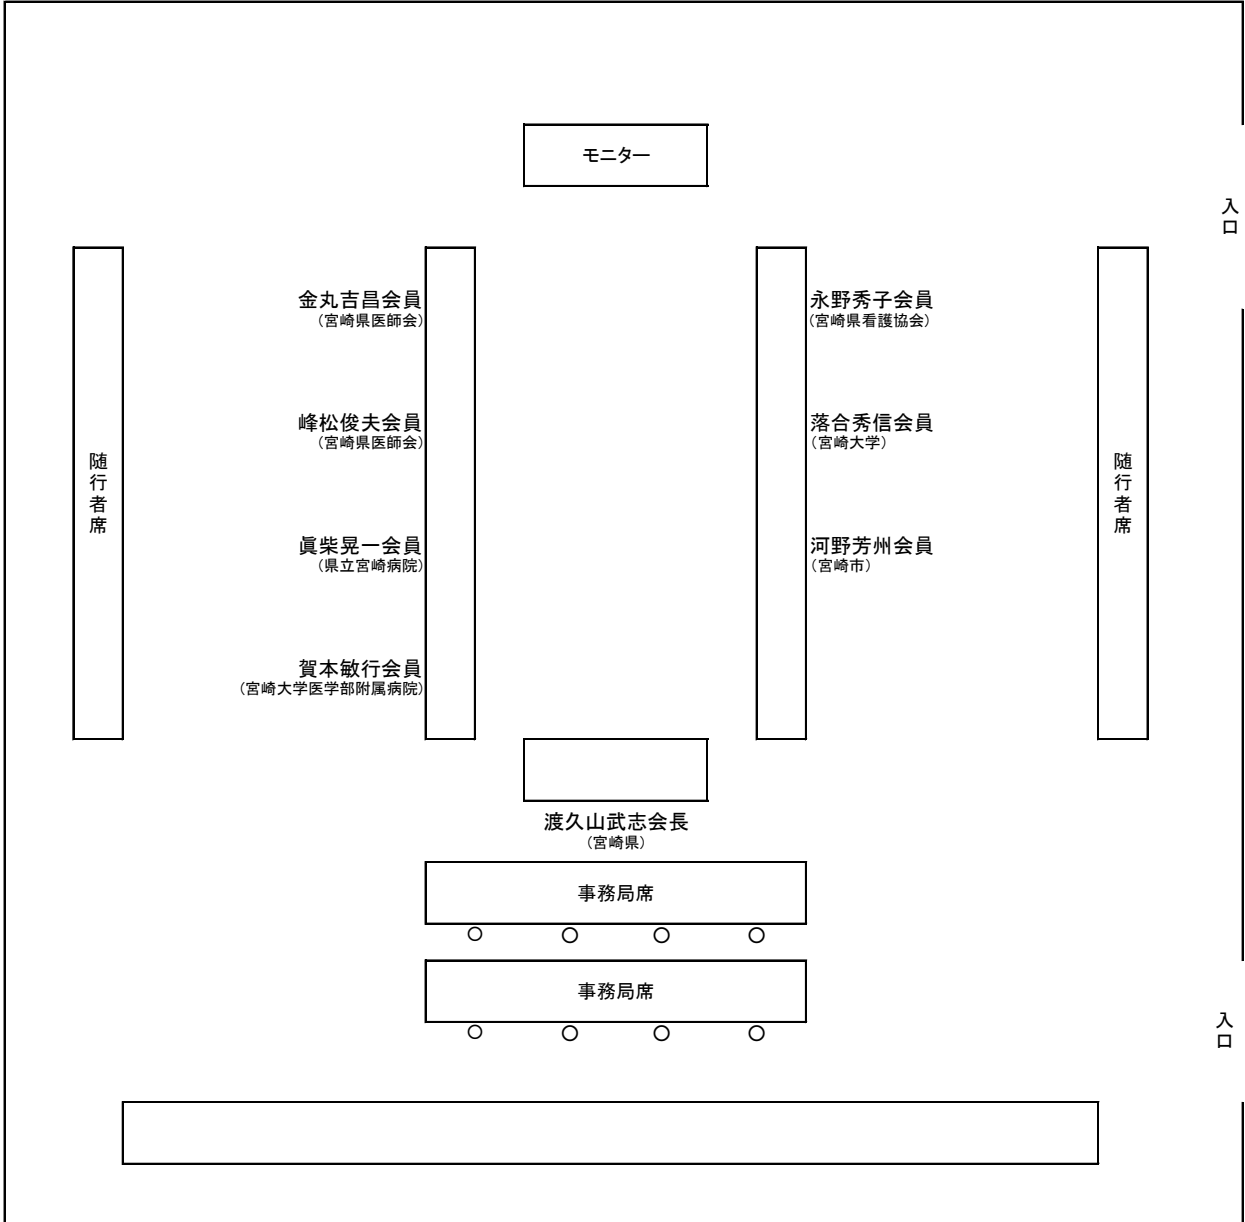 モニター
入口
金丸吉昌会員
（宮崎県医師会）
永野秀子会員
（宮崎県看護協会）
峰松俊夫会員
（宮崎県医師会）
落合秀信会員
（宮崎大学）
随行者席
随行者席
眞柴晃一会員
（県立宮崎病院）
河野芳州会員
（宮崎市）
賀本敏行会員
（宮崎大学医学部附属病院）
渡久山武志会長
（宮崎県）
事務局席
○ ○ ○ ○
事務局席
○ ○ ○ ○
入口